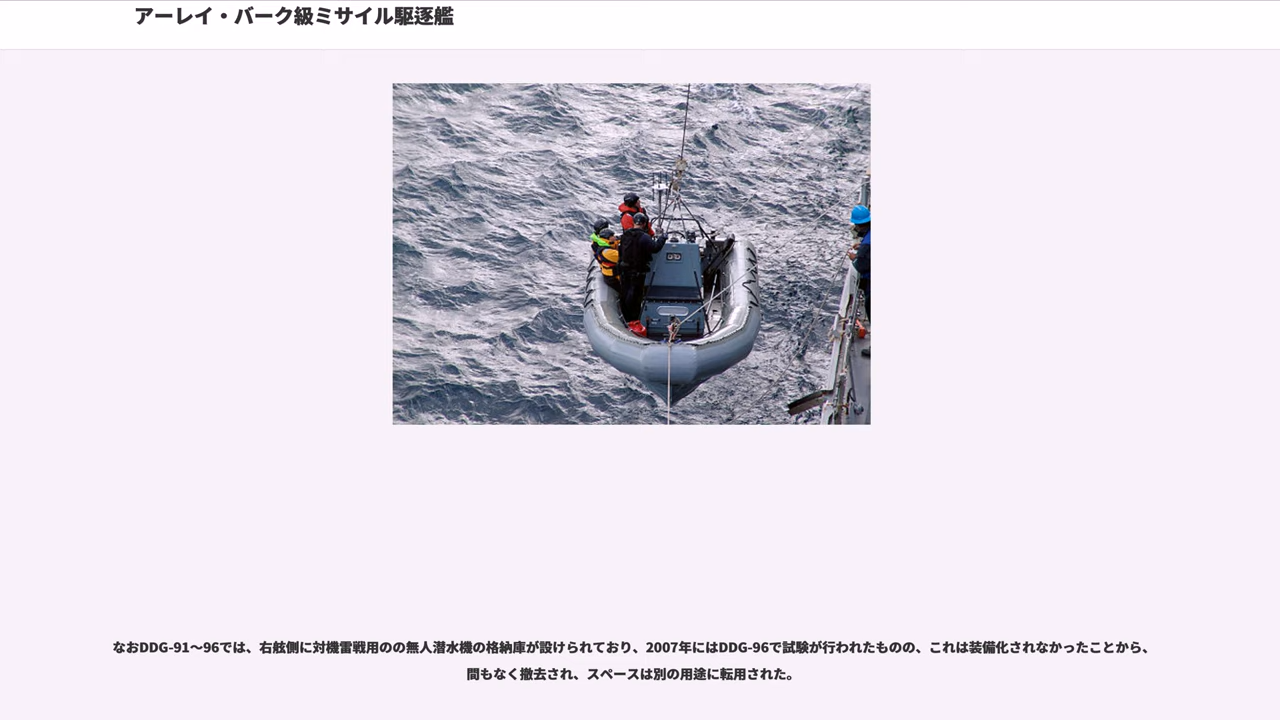 アーレイ・バーク級ミサイル駆逐艦
なおDDG-91〜96では、右舷側に対機雷戦用のの無人潜水機の格納庫が設けられており、2007年にはDDG-96で試験が行われたものの、これは装備化されなかったことから、
間もなく撤去され、スペースは別の用途に転用された。